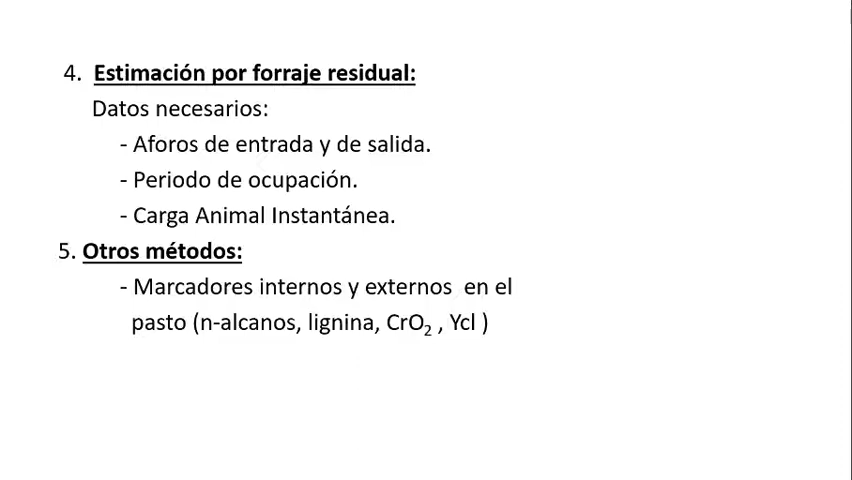 4. Estimación por forraje residual:
Datos necesarios:
- Aforos de entrada y de salida.
- Periodo de ocupación.
- Carga Animal Instantánea.
5. Otros métodos:
- Marcadores internos y externos en el
pasto (n-alcanos, lignina, CrO₂ , Ycl )